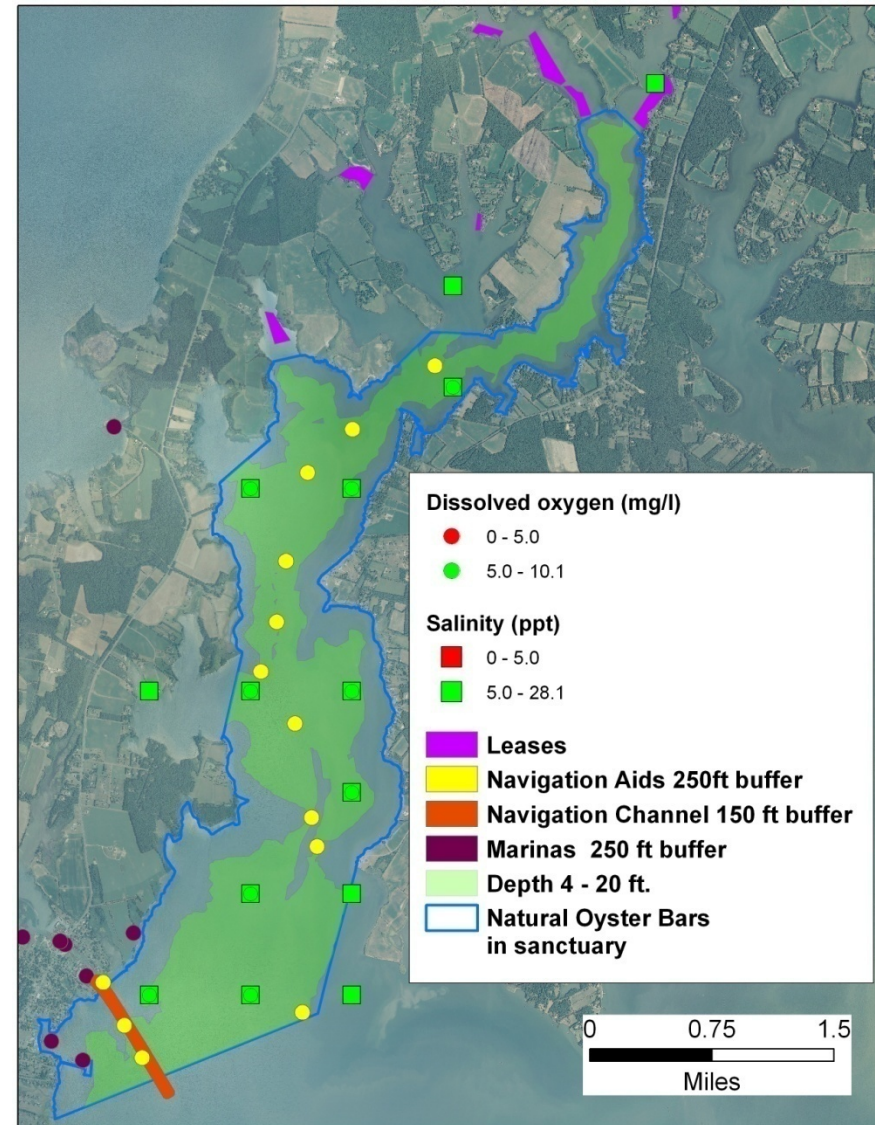 Dissolved oxygen (mg/l)
0 - 5.0
5.0 - 10.1
Salinity (ppt)
0 - 5.0
5.0 - 28.1
Leases
Navigation Aids 250ft buffer
Navigation Channel 150 ft buffer
Marinas 250 ft buffer
Depth 4 - 20 ft.
Natural Oyster Bars
in sanctuary
0 0.75 1.5
Miles